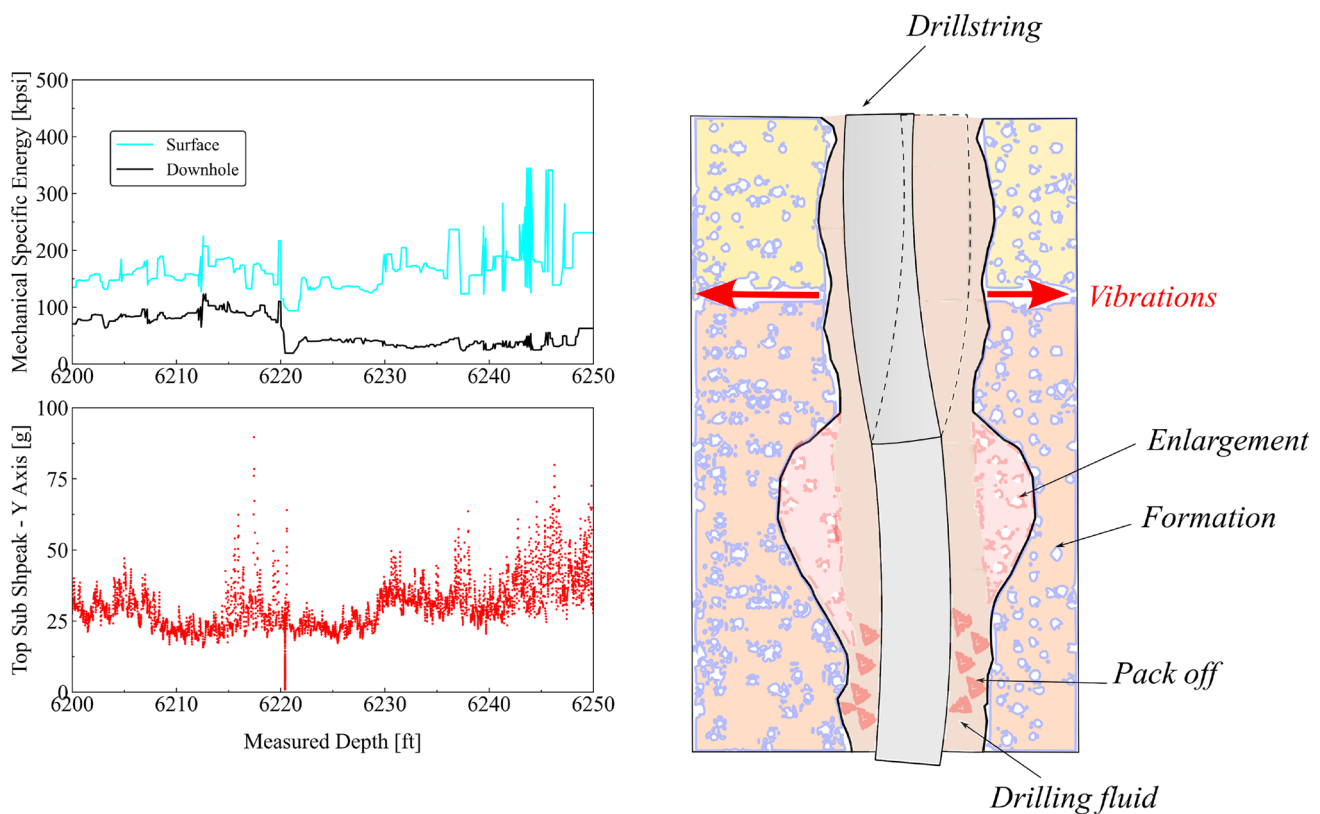 Drillstring
Mechanical Specific Energy [kpsi]
500
400
300
200
100
0
Surface
Downhole
6200 6210 6220 6230 6240 6250
Vibrations
Top Sub Shpeak - Y Axis [g]
100
75
50
25
0
6200 6210 6220 6230 6240 6250
Measured Depth [ft]
Enlargement
Formation
Pack off
Drilling fluid